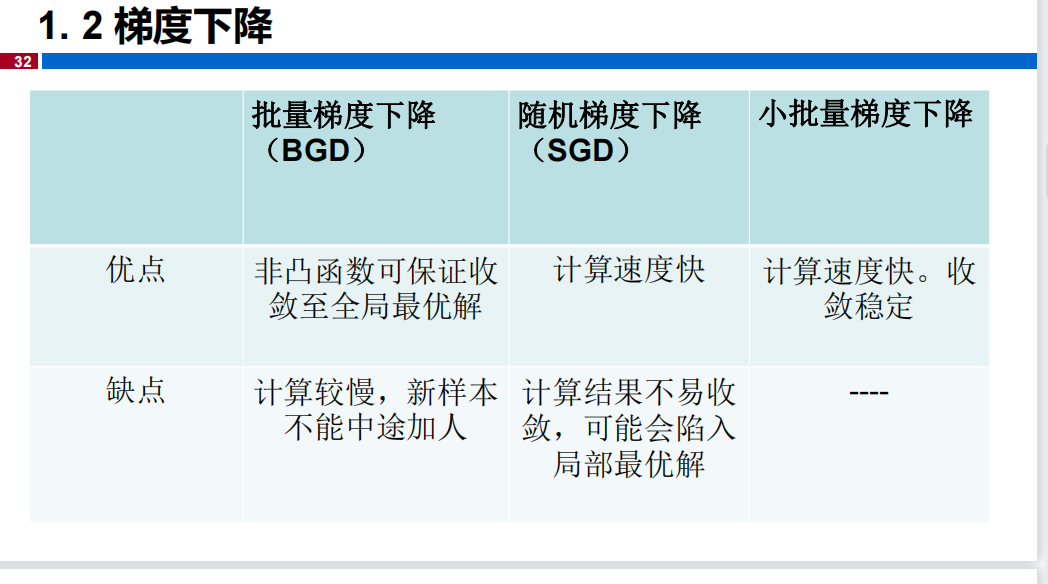 1. 2 梯度下降
32
批量梯度下降
（BGD）
随机梯度下降
（SGD）
小批量梯度下降
优点
非凸函数可保证收
敛至全局最优解
计算速度快
计算速度快。收
敛稳定
缺点
计算较慢，新样本
不能中途加人
计算结果不易收
敛，可能会陷入
局部最优解
----